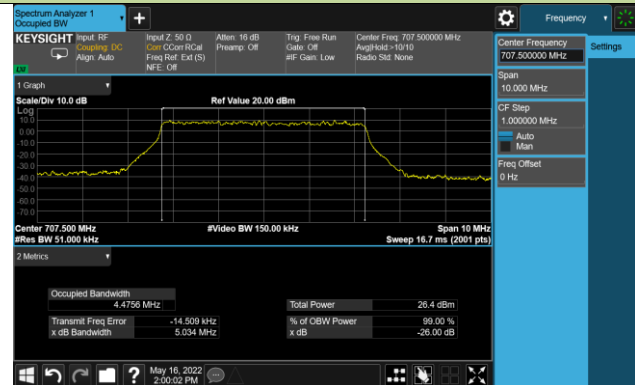 Spectrum Analyzer 1
Occupied BW
+
Frequency
KEYSIGHT
Input: RF
Coupling: DC
Align: Auto
Input Z: 50 Ω
Corr CCorr RCal
Freq Ref: Ext (S)
NFE: Off
Atten: 16 dB
Preamp: Off
Trig: Free Run
Gate: Off
#IF Gain: Low
Center Freq: 707.500000 MHz
Avg|Hold:>10/10
Radio Std: None
Center Frequency
707.500000 MHz
Settings
Span
10.000 MHz
CF Step
1.000000 MHz
Auto
Man
Freq Offset
0 Hz
1 Graph
Scale/Div 10.0 dB
Ref Value 20.00 dBm
Log
10.0
0.00
-10.0
-20.0
-30.0
-40.0
-50.0
-60.0
-70.0
Center 707.500 MHz
#Video BW 150.00 kHz
Span 10 MHz
#Res BW 51.000 kHz
Sweep 16.7 ms (2001 pts)
2 Metrics
Occupied Bandwidth
4.4756 MHz
Total Power 26.4 dBm
Transmit Freq Error -14.509 kHz
% of OBW Power 99.00 %
x dB Bandwidth 5.034 MHz
x dB -26.00 dB
?
May 16, 2022
2:00:02 PM